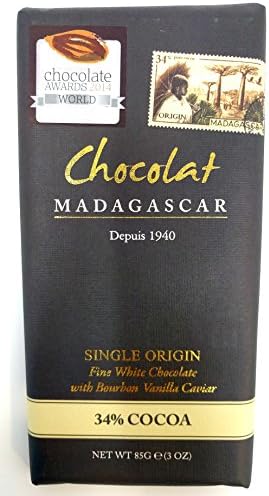 chocolate
AWARDS 2014
WORLD
34%
ORIGIN
MADAGASCAR
Chocolat
MADAGASCAR
Depuis 1940
SINGLE ORIGIN
Fine White Chocolate
with Bourbon Vanilla Caviar
34% COCOA
NET WT 85G ℮ (3 OZ)